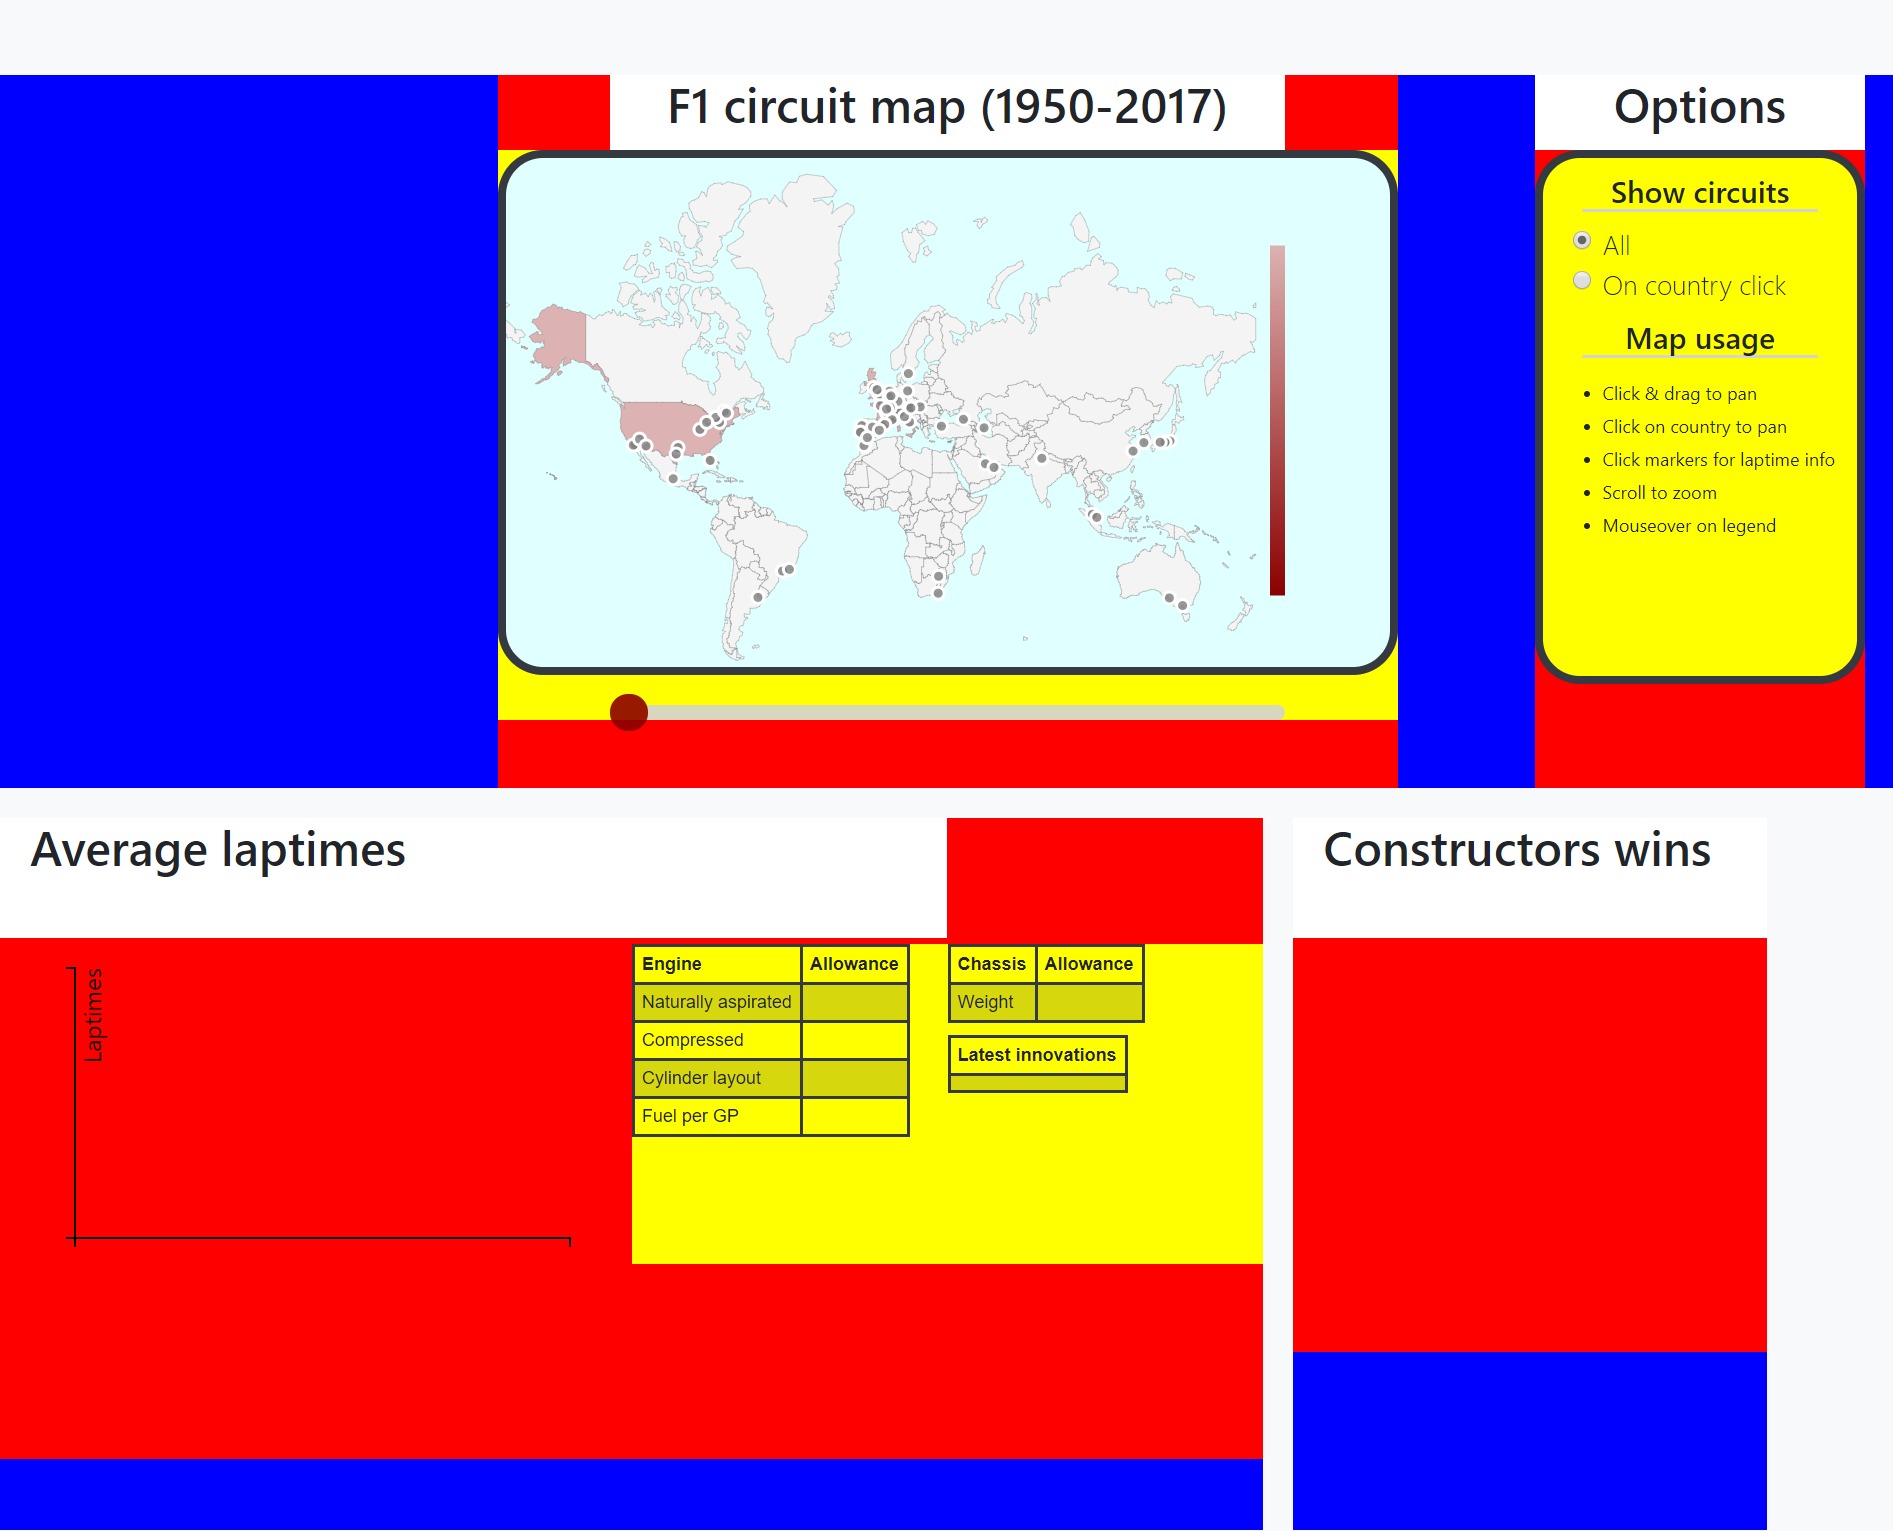 F1 circuit map (1950-2017)
Options
Show circuits
All
On country click
Map usage
Click & drag to pan
Click on country to pan
Click markers for laptime info
Scroll to zoom
Mouseover on legend
Average laptimes
Constructors wins
Laptimes
Engine Allowance
Naturally aspirated
Compressed
Cylinder layout
Fuel per GP
Chassis Allowance
Weight
Latest innovations